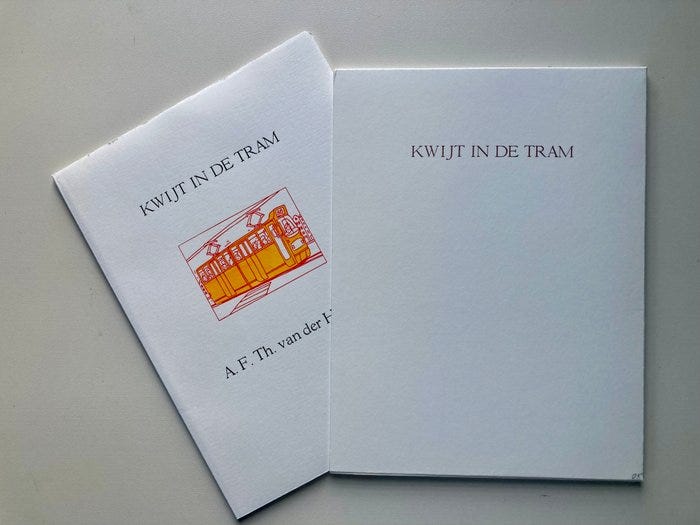 KWIJT IN DE TRAM
A. F. Th. van der H
KWIJT IN DE TRAM